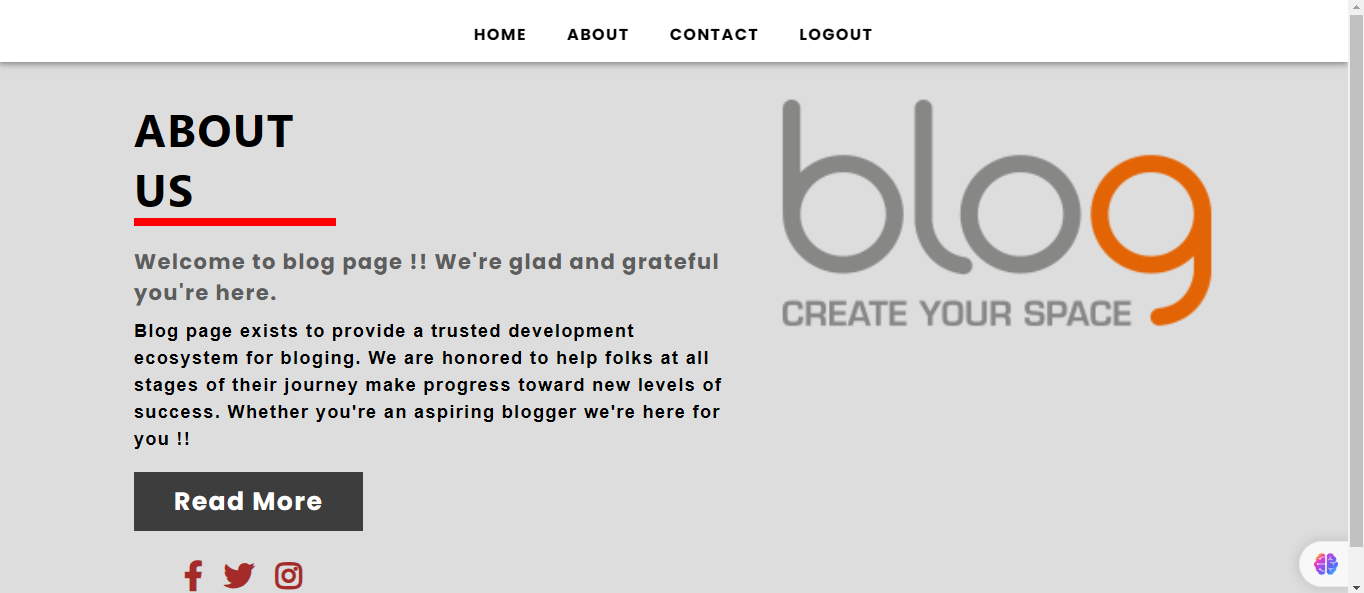 HOME ABOUT CONTACT LOGOUT
ABOUT
US
Welcome to blog page !! We're glad and grateful
you're here.
Blog page exists to provide a trusted development
ecosystem for bloging. We are honored to help folks at all
stages of their journey make progress toward new levels of
success. Whether you're an aspiring blogger we're here for
you !!
Read More
blog
CREATE YOUR SPACE